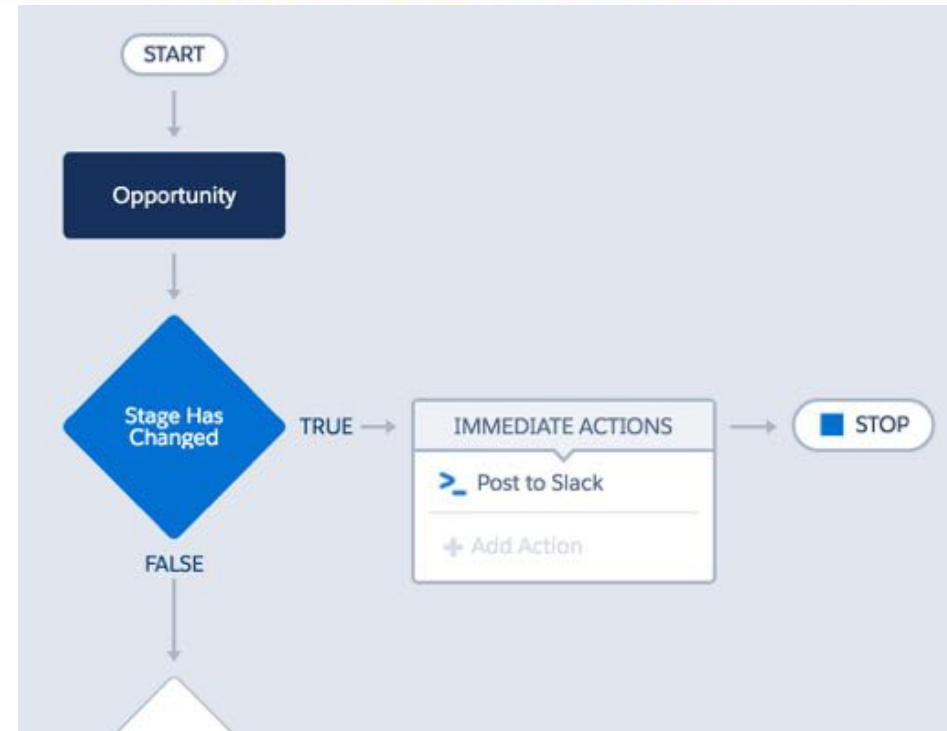 START
Opportunity
Stage Has
Changed
TRUE
IMMEDIATE ACTIONS
>_ Post to Slack
+ Add Action
STOP
FALSE